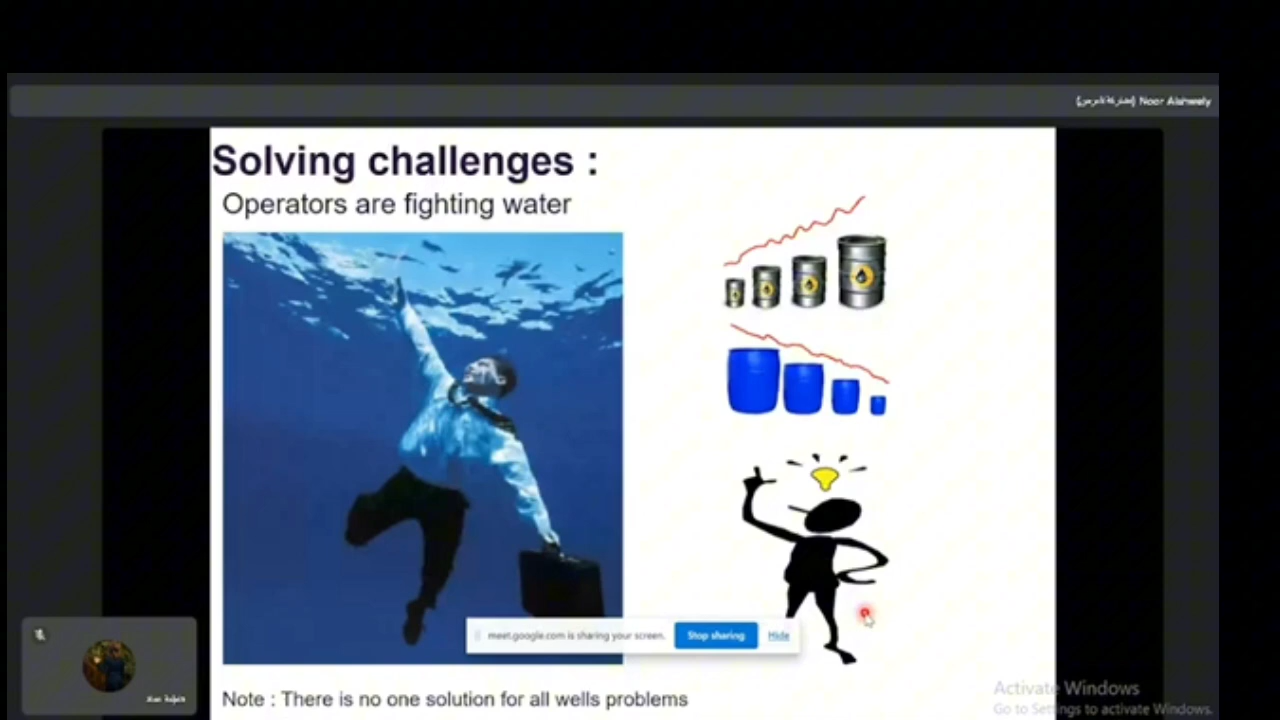 Noor Alshwely
Solving challenges :
Operators are fighting water
meet.google.com is sharing your screen.
Stop sharing
Hide
Note : There is no one solution for all wells problems
Activate Windows
Go to Settings to activate Windows.